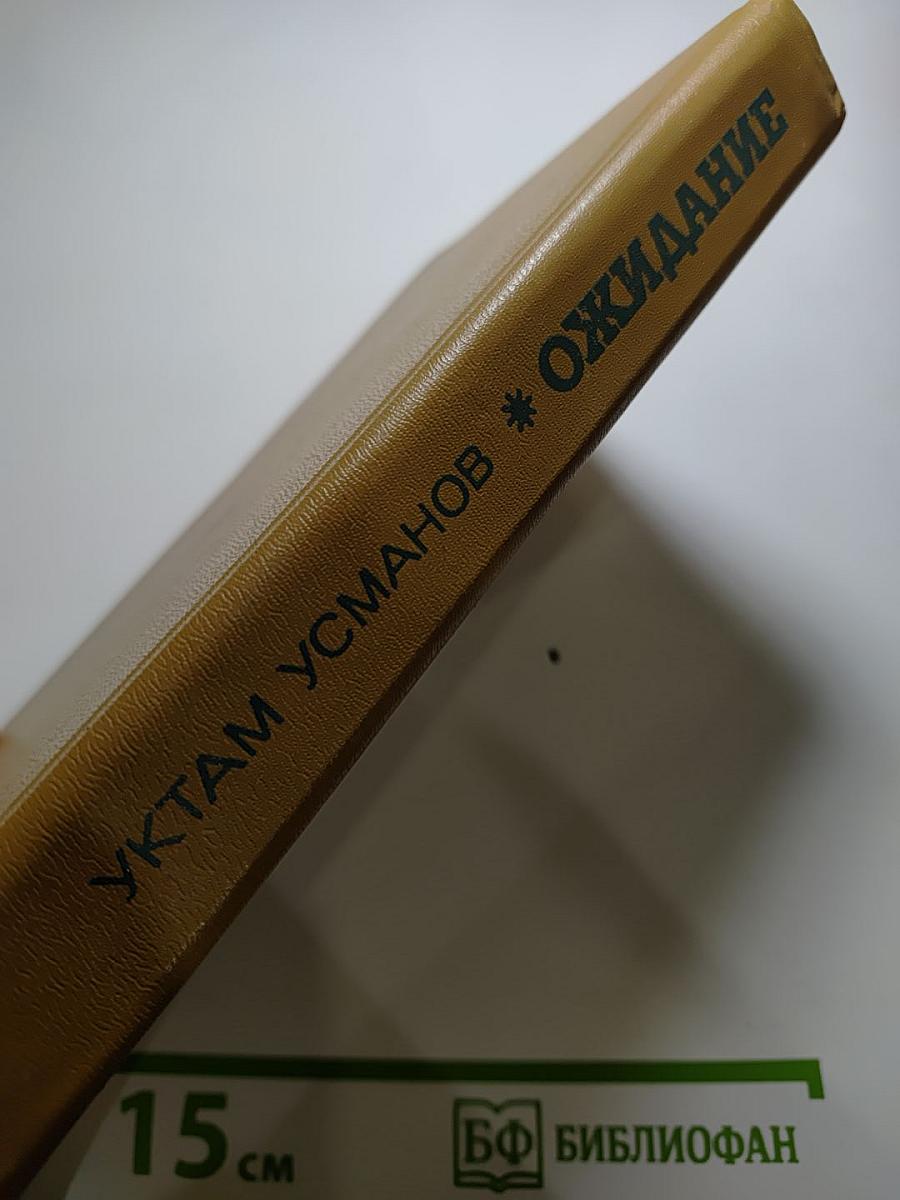 УКТАМ УСМАНОВ * ОЖИДАНИЕ
15 см
БФ БИБЛИОФАН